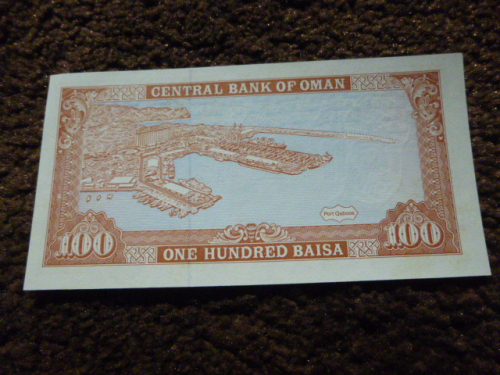 CENTRAL BANK OF OMAN
Port Qaboos
100
100
ONE HUNDRED BAISA